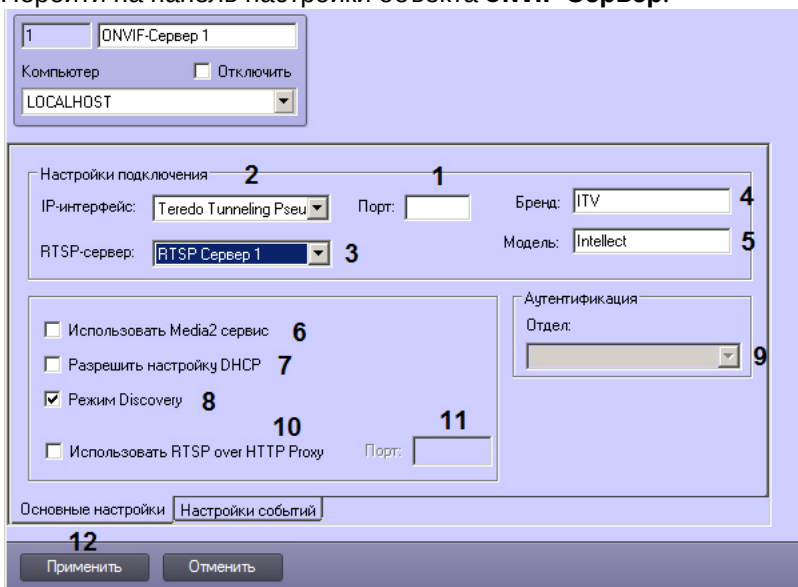 Перейти на панель настройки объекта ONVIF-Сервер.
1 ONVIF-Сервер 1
Компьютер Отключить
LOCALHOST
Настройки подключения 2 1
IP-интерфейс: Teredo Tunneling Pseu Порт: Бренд: ITV 4
RTSP-сервер: RTSP Сервер 1 3 Модель: Intellect 5
Аутентификация
Использовать Media2 сервис 6 Отдел:
Разрешить настройку DHCP 7 9
Режим Discovery 8
10 11
Использовать RTSP over HTTP Proxy Порт:
Основные настройки Настройки событий
12
Применить Отменить